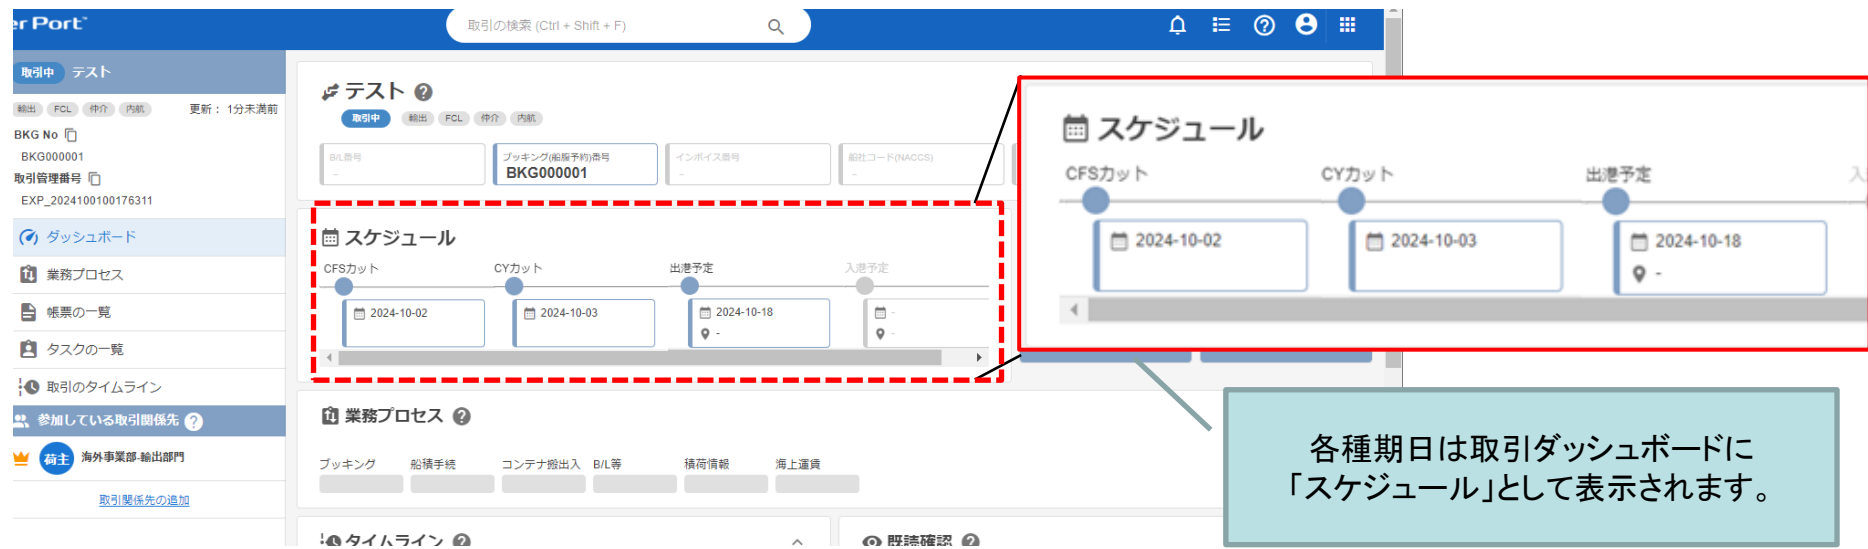 er Port™
取引の検索 (Ctrl + Shift + F)
取引中 テスト
輸出 FCL 仲介 内航 更新： 1分未満前
BKG No
BKG000001
取引管理番号
EXP_2024100100176311
ダッシュボード
業務プロセス
帳票の一覧
タスクの一覧
取引のタイムライン
参加している取引関係先 ?
荷主 海外事業部-輸出部門
取引関係先の追加
テスト ?
取引中 輸出 FCL 仲介 内航
B/L番号
-
ブッキング(船腹予約)番号
BKG000001
インボイス番号
-
船社コード(NACCS)
-
スケジュール
CFSカット CYカット 出港予定 入港予定
2024-10-02 2024-10-03 2024-10-18 -
- -
業務プロセス ?
ブッキング 船積手続 コンテナ搬出入 B/L等 積荷情報 海上運賃
タイムライン ?
既読確認 ?
スケジュール
CFSカット CYカット 出港予定 入
2024-10-02 2024-10-03 2024-10-18
-
各種期日は取引ダッシュボードに
「スケジュール」として表示されます。